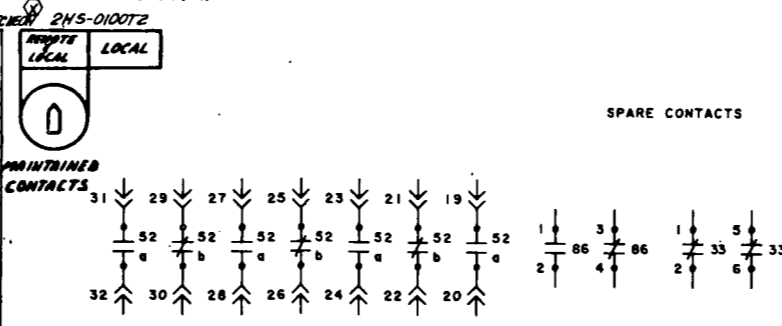 X
2HS-0100TZ
REMOTE LOCAL
& LOCAL
SPARE CONTACTS
MAINTAINED
CONTACTS
31 29 27 25 23 21 19
52 52 52 52 52 52 52
a b a b a b a
32 30 28 26 24 22 20
1 3 1 5
86 86 33 33
2 4 2 6